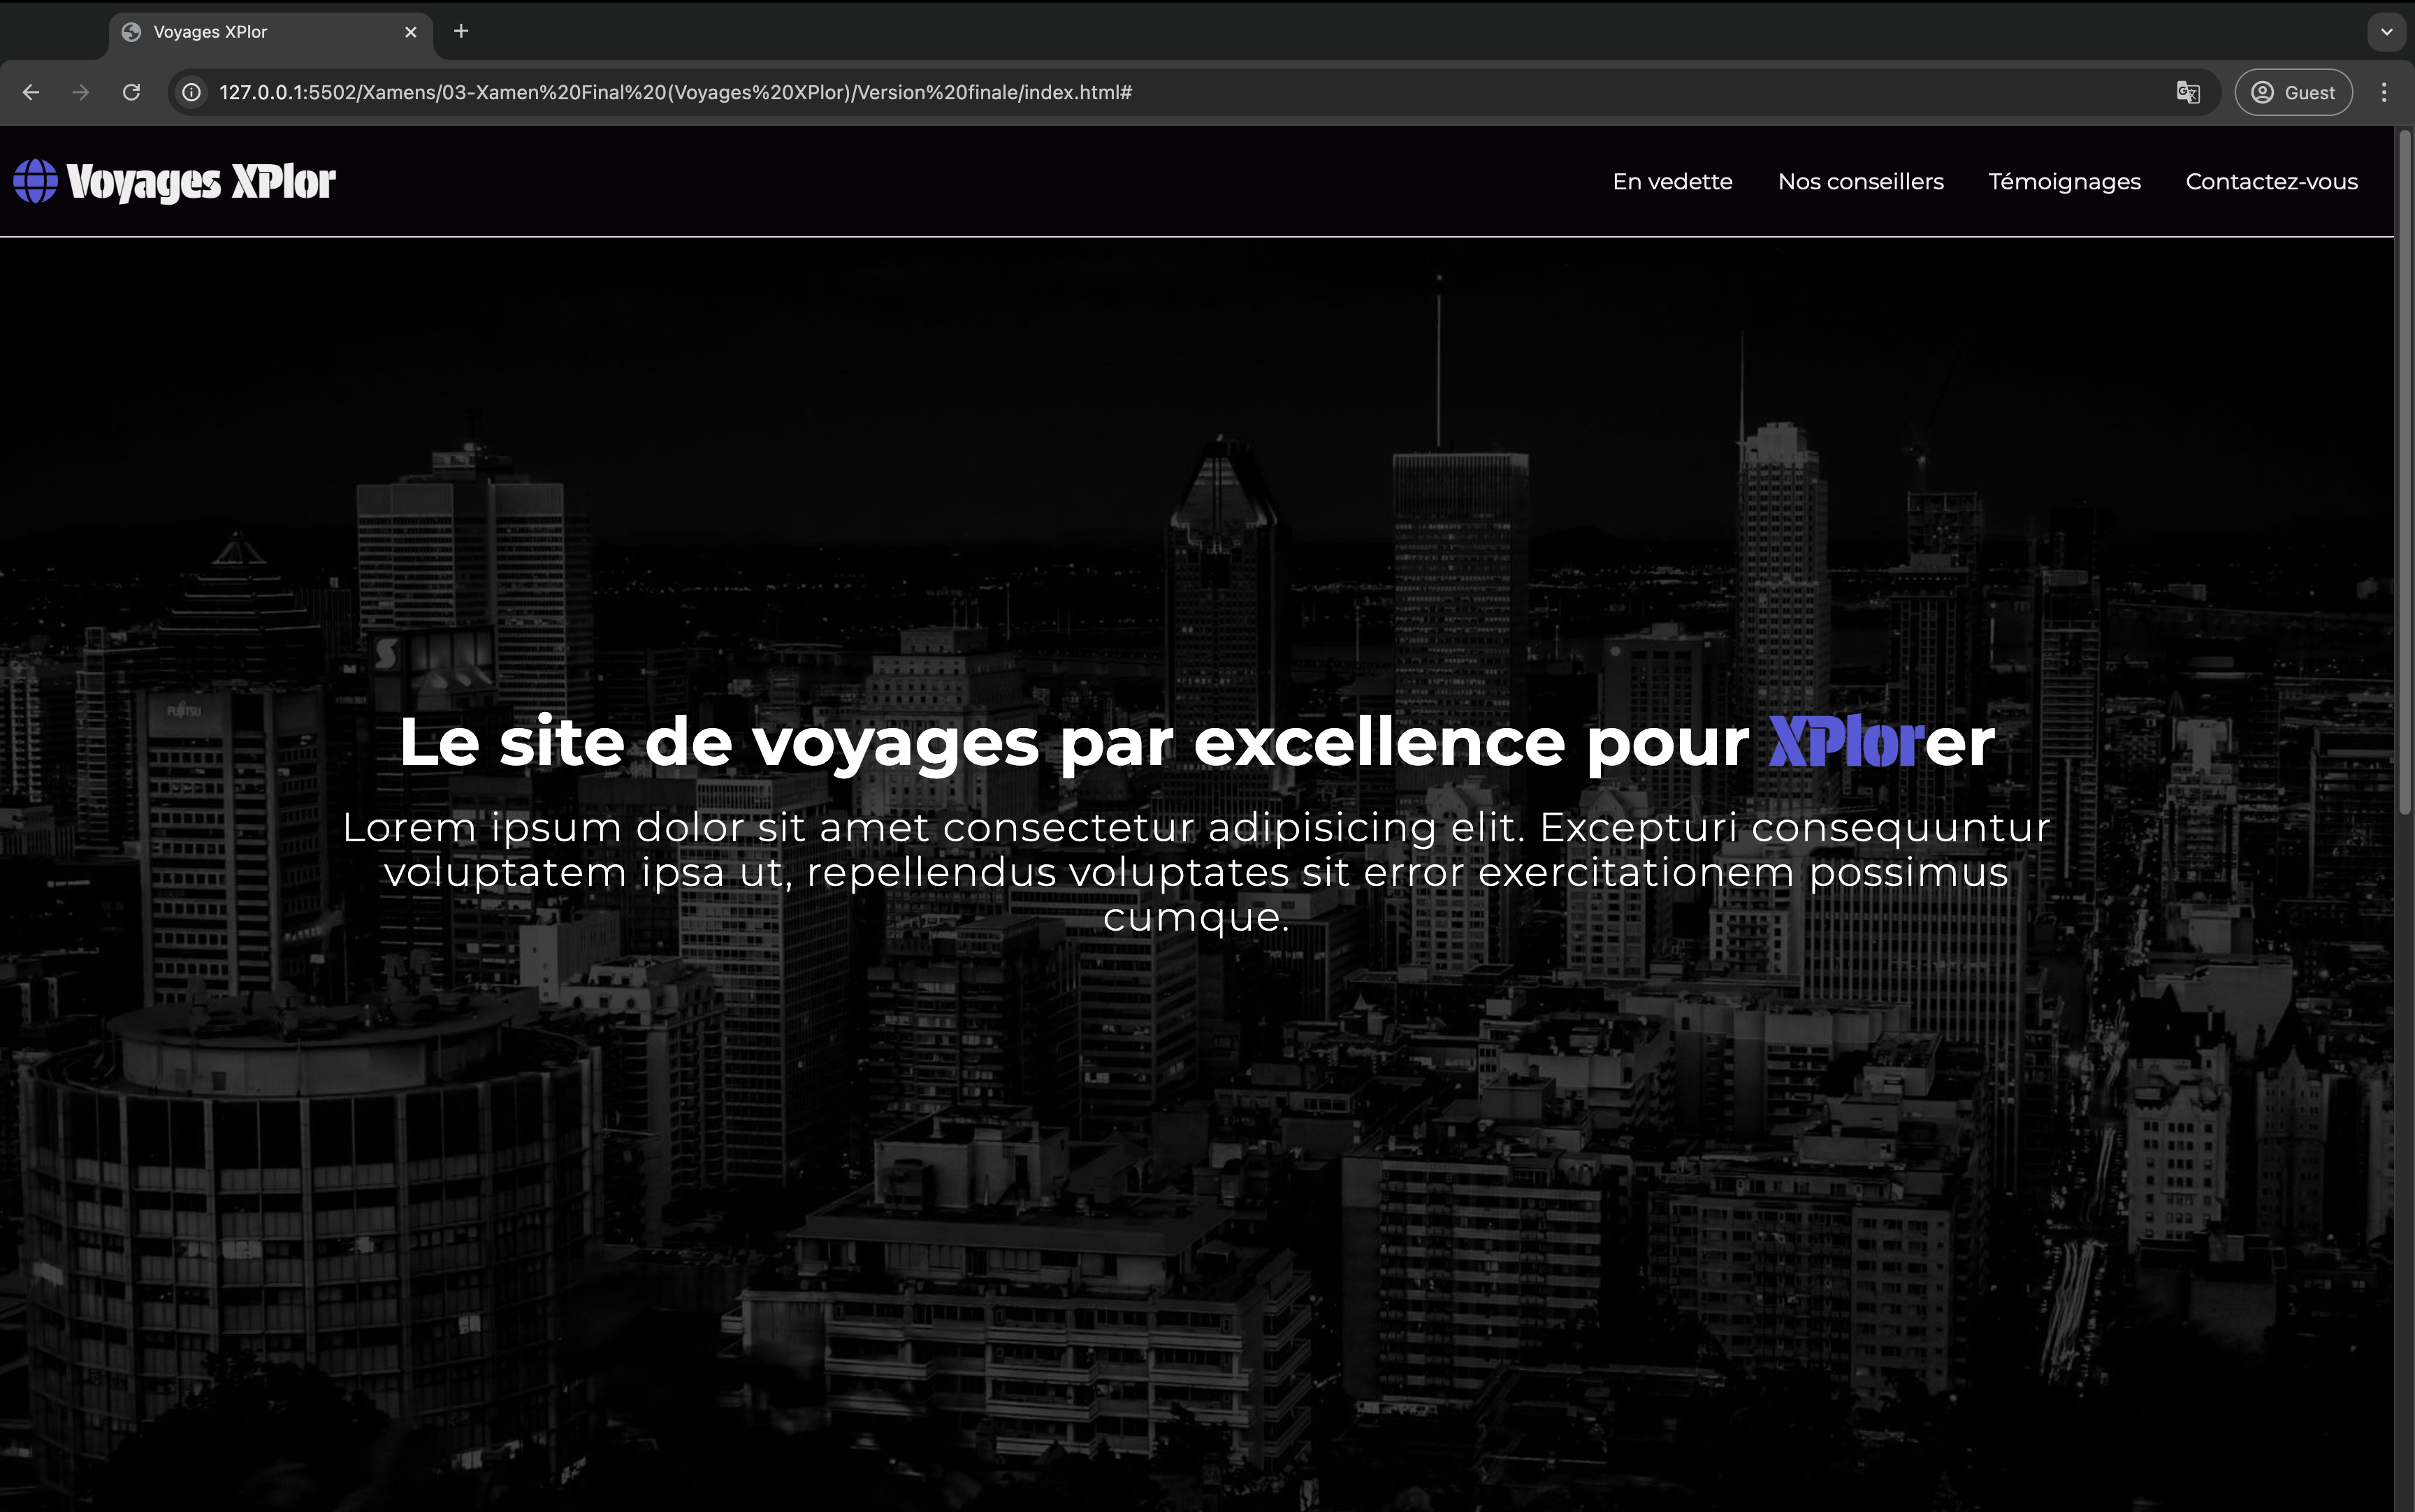 Voyages XPlor
127.0.0.1:5502/Xamens/03-Xamen%20Final%20(Voyages%20XPlor)/Version%20finale/index.html#
Guest
Voyages XPlor
En vedette
Nos conseillers
Témoignages
Contactez-vous
FUJITSU
Le site de voyages par excellence pour XPlorer
Lorem ipsum dolor sit amet consectetur adipisicing elit. Excepturi consequuntur
voluptatem ipsa ut, repellendus voluptates sit error exercitationem possimus
cumque.